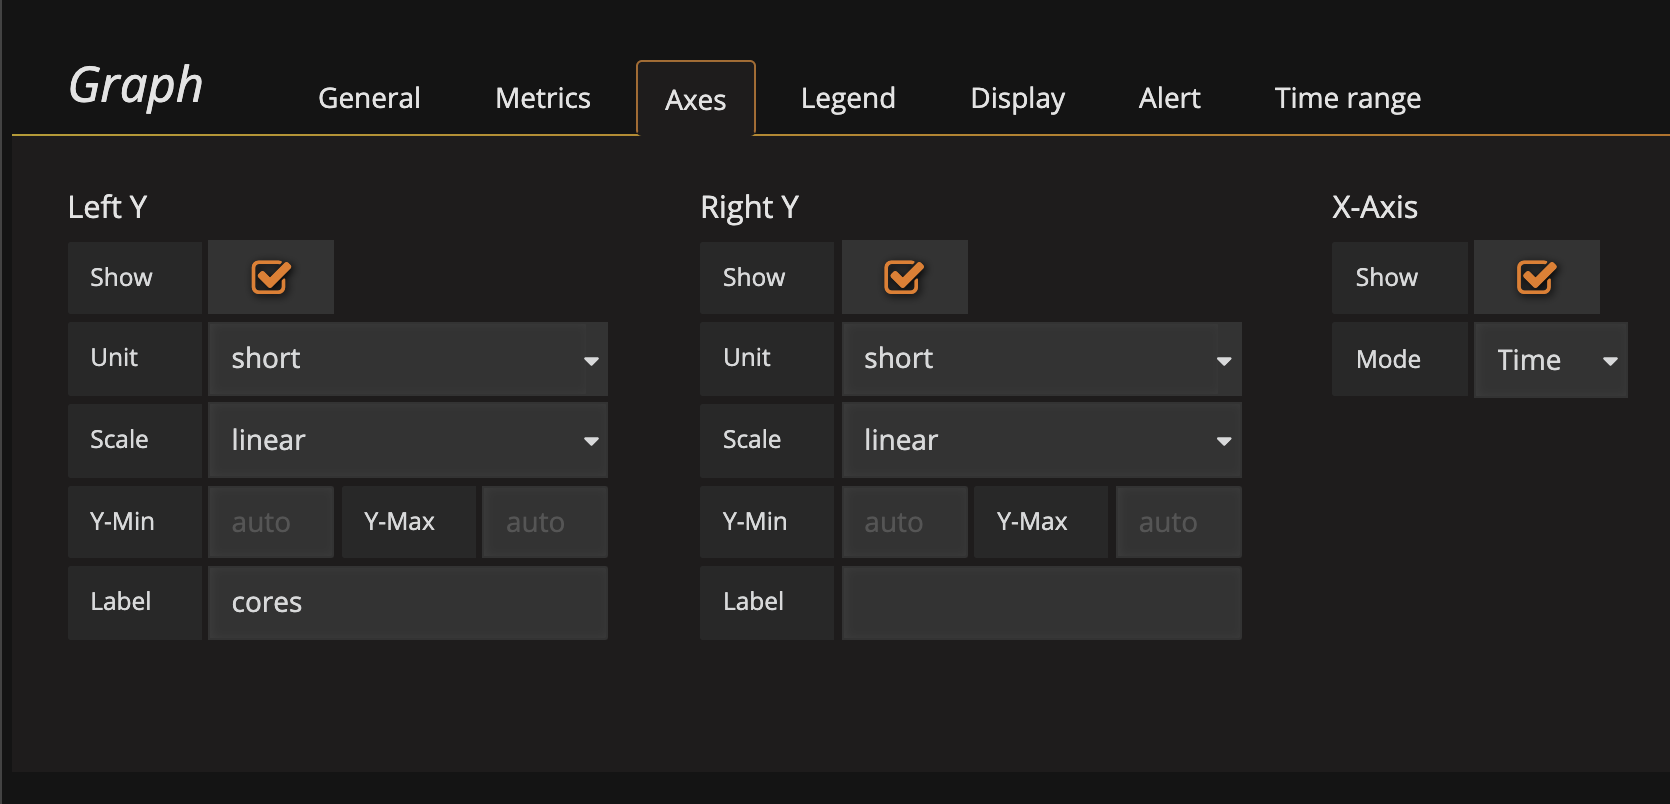 Graph General Metrics Axes Legend Display Alert Time range
Left Y
Show
Unit short
Scale linear
Y-Min auto Y-Max auto
Label cores
Right Y
Show
Unit short
Scale linear
Y-Min auto Y-Max auto
Label
X-Axis
Show
Mode Time